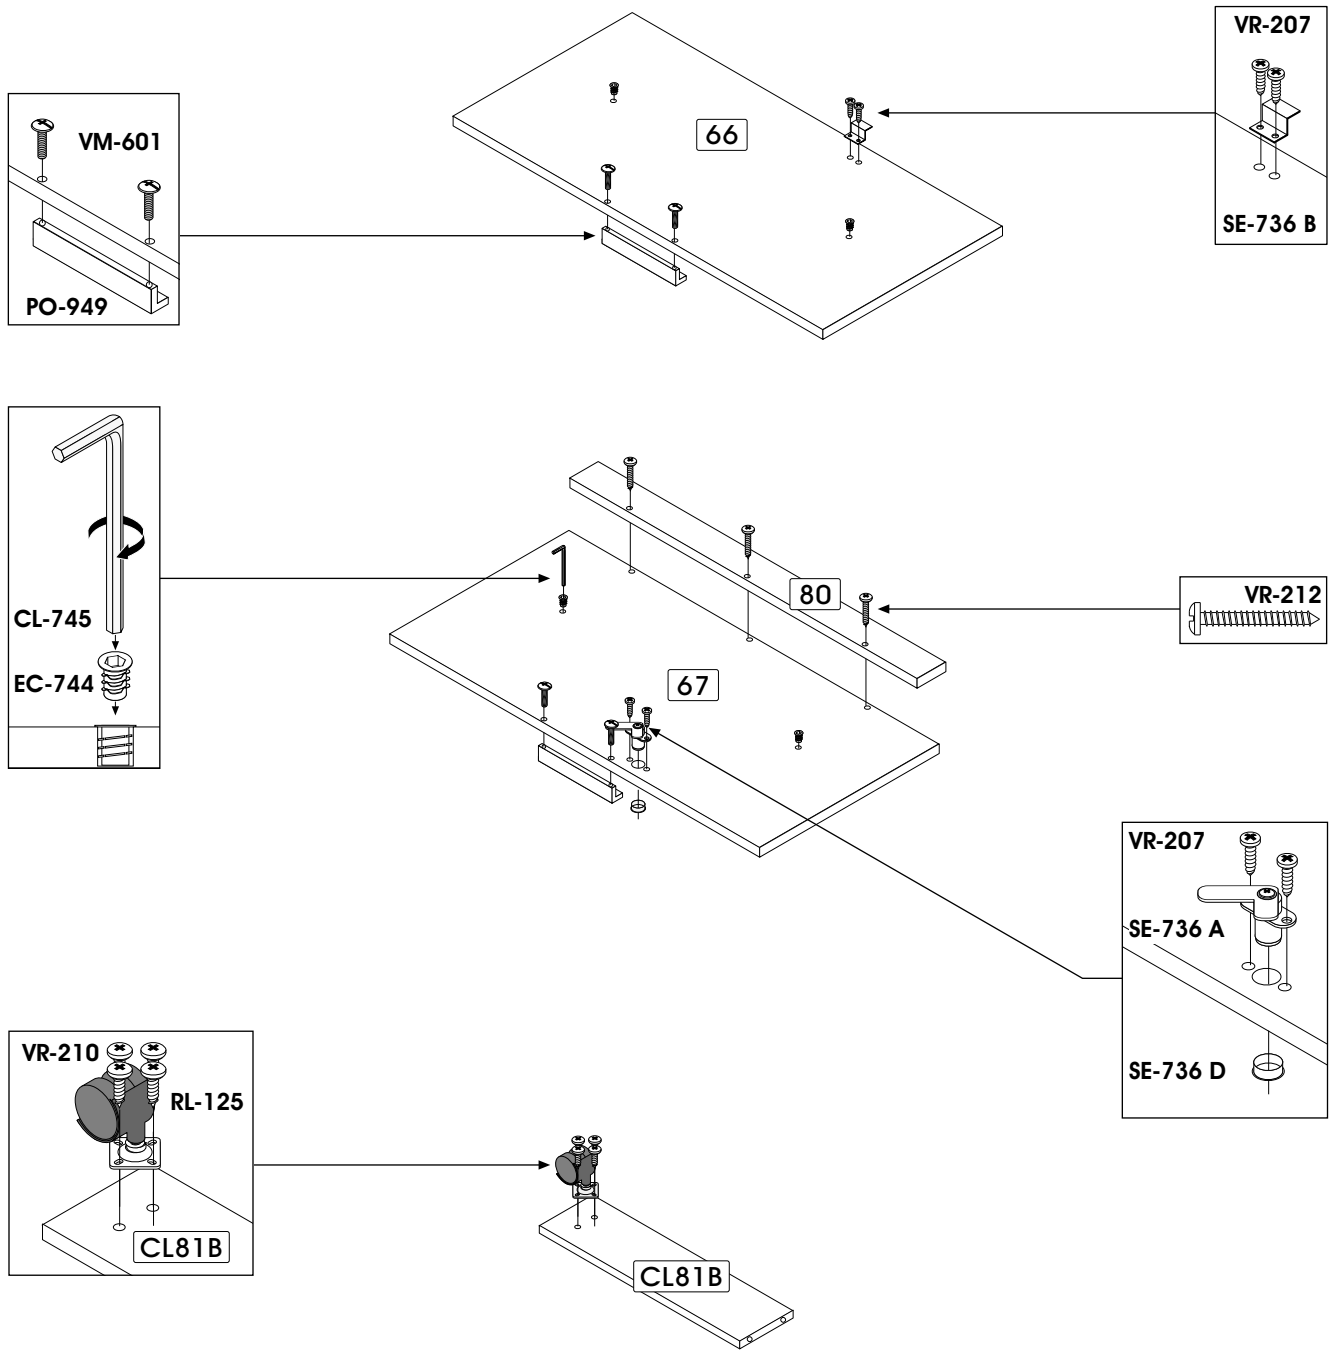 VR-207
66
VM-601
SE-736 B
PO-949
80
VR-212
CL-745
EC-744
67
VR-207
SE-736 A
SE-736 D
VR-210
RL-125
CL81B
CL81B